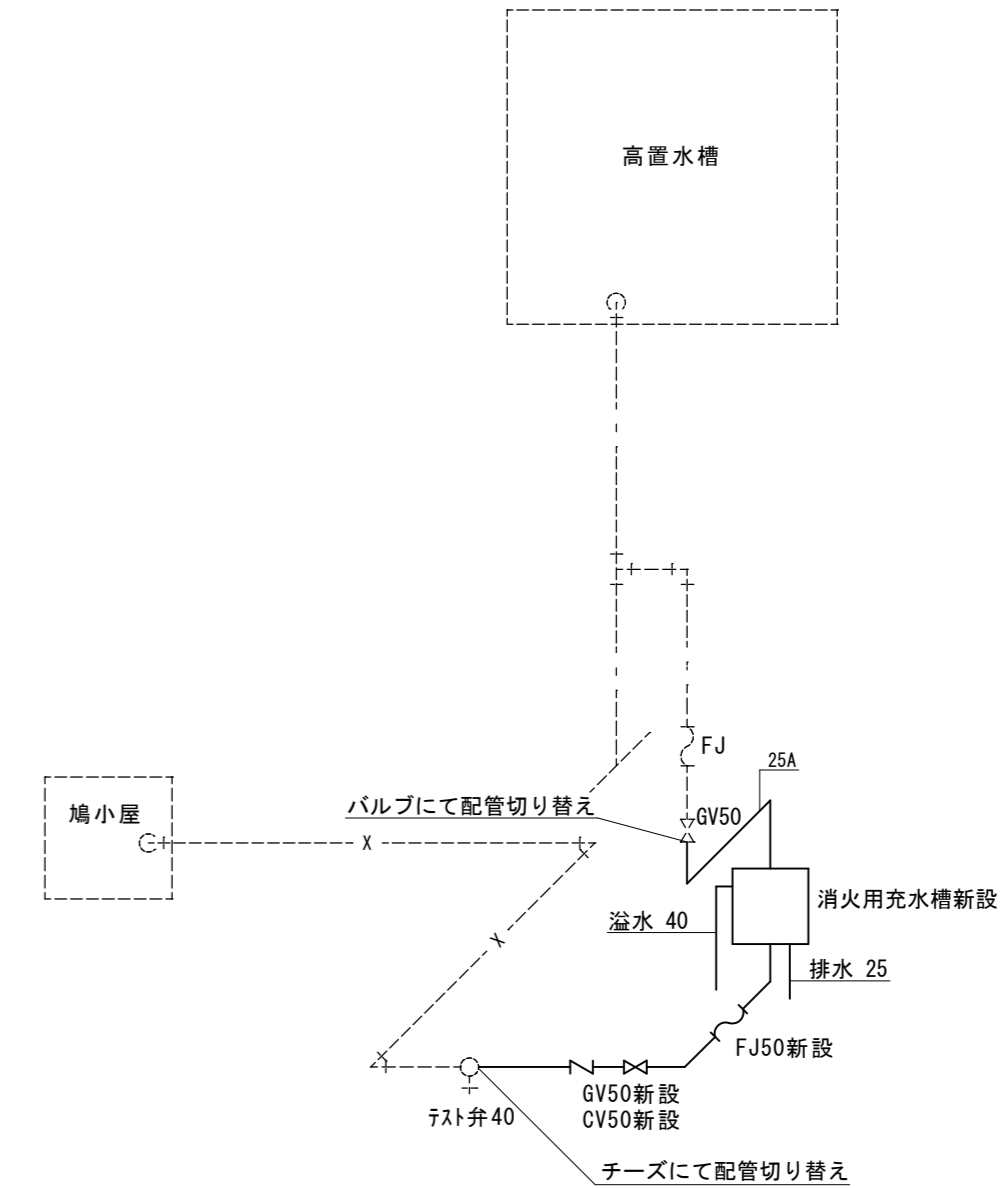 高置水槽
FJ
25A
鳩小屋
バルブにて配管切り替え
GV50
X
消火用充水槽新設
溢水 40
X
排水 25
FJ50新設
GV50新設
CV50新設
ﾃｽﾄ弁40
チーズにて配管切り替え